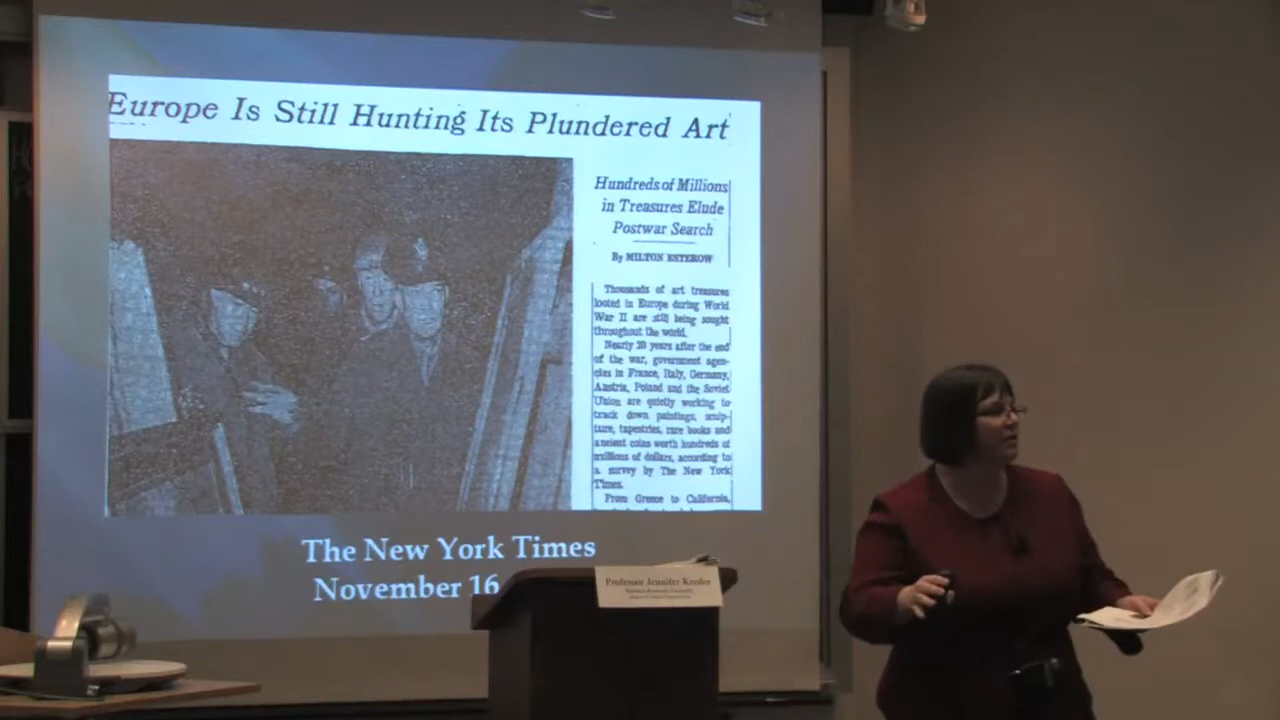 Europe Is Still Hunting Its Plundered Art
Hundreds of Millions
in Treasures Elude
Postwar Search
By MILTON ESTEROW
Thousands of art treasures
looted in Europe during World
War II are still being sought
throughout the world.
Nearly 20 years after the end
of the war, government agen-
cies in France, Italy, Germany,
Austria, Poland and the Soviet
Union are quietly working to
track down paintings, sculp-
ture, tapestries, rare books and
ancient coins worth hundreds of
millions of dollars, according to
a survey by The New York
Times.
From Greece to California,
The New York Times
November 16
Professor Jennifer Kreder